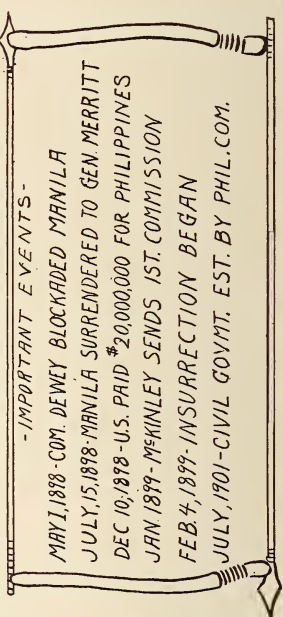 - IMPORTANT EVENTS -
MAY 1, 1898 - COM. DEWEY BLOCKADED MANILA
JULY, 15, 1898 - MANILA SURRENDERED TO GEN. MERRITT
DEC 10, 1898 - U.S. PAID $20,000,000 FOR PHILIPPINES
JAN. 1899 - McKINLEY SENDS 1ST. COMMISSION
FEB. 4, 1899 - INSURRECTION BEGAN
JULY, 1901 - CIVIL GOVMT. EST. BY PHIL. COM.